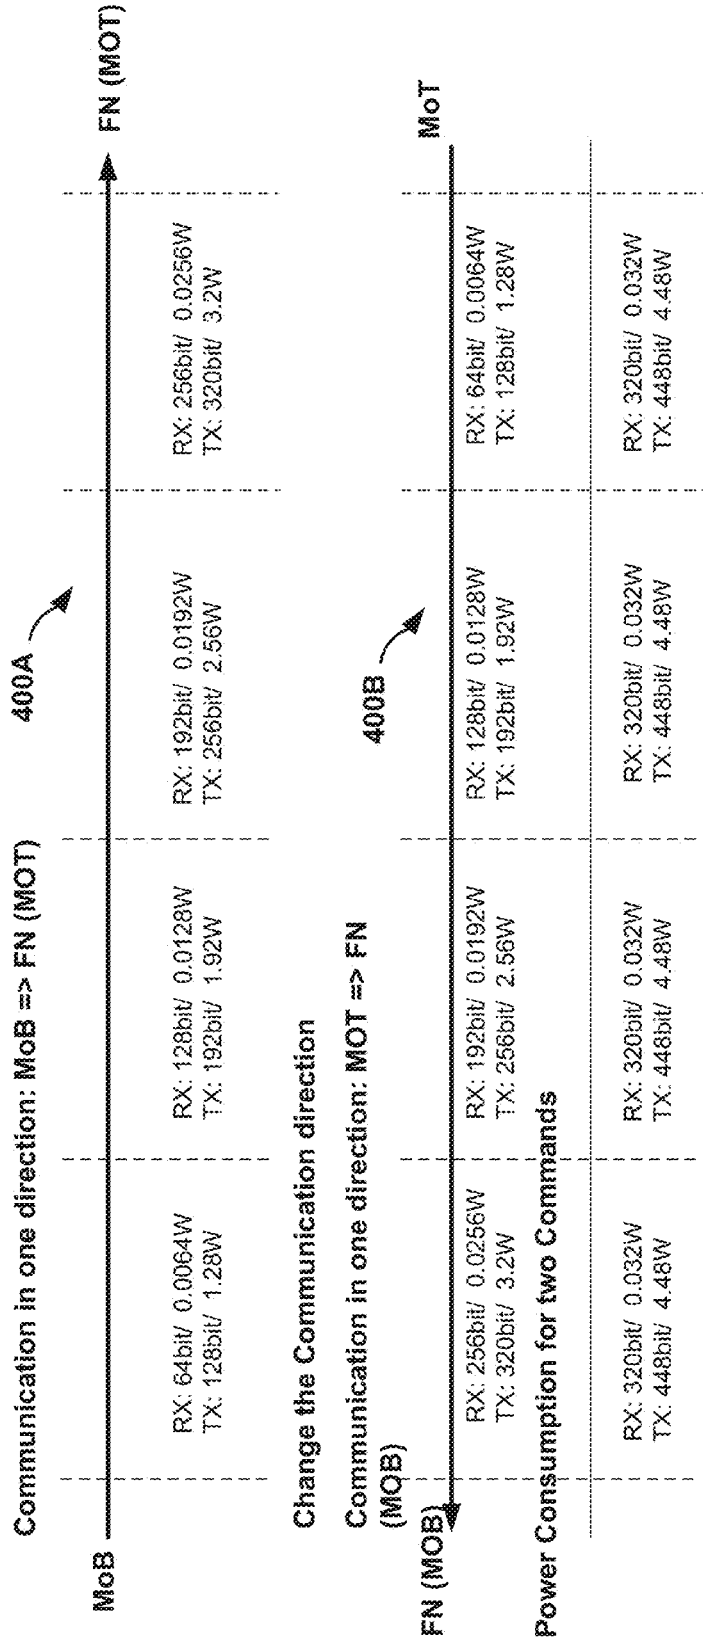 Communication in one direction: MoB => FN (MOT)
400A
MoB
FN (MOT)
RX: 64bit/ 0.0064W
TX: 128bit/ 1.28W
RX: 128bit/ 0.0128W
TX: 192bit/ 1.92W
RX: 192bit/ 0.0192W
TX: 256bit/ 2.56W
RX: 256bit/ 0.0256W
TX: 320bit/ 3.2W
Change the Communication direction
Communication in one direction: MOT => FN
(MOB)
400B
FN (MOB)
MoT
RX: 256bit/ 0.0256W
TX: 320bit/ 3.2W
RX: 192bit/ 0.0192W
TX: 256bit/ 2.56W
RX: 128bit/ 0.0128W
TX: 192bit/ 1.92W
RX: 64bit/ 0.0064W
TX: 128bit/ 1.28W
Power Consumption for two Commands
RX: 320bit/ 0.032W
TX: 448bit/ 4.48W
RX: 320bit/ 0.032W
TX: 448bit/ 4.48W
RX: 320bit/ 0.032W
TX: 448bit/ 4.48W
RX: 320bit/ 0.032W
TX: 448bit/ 4.48W